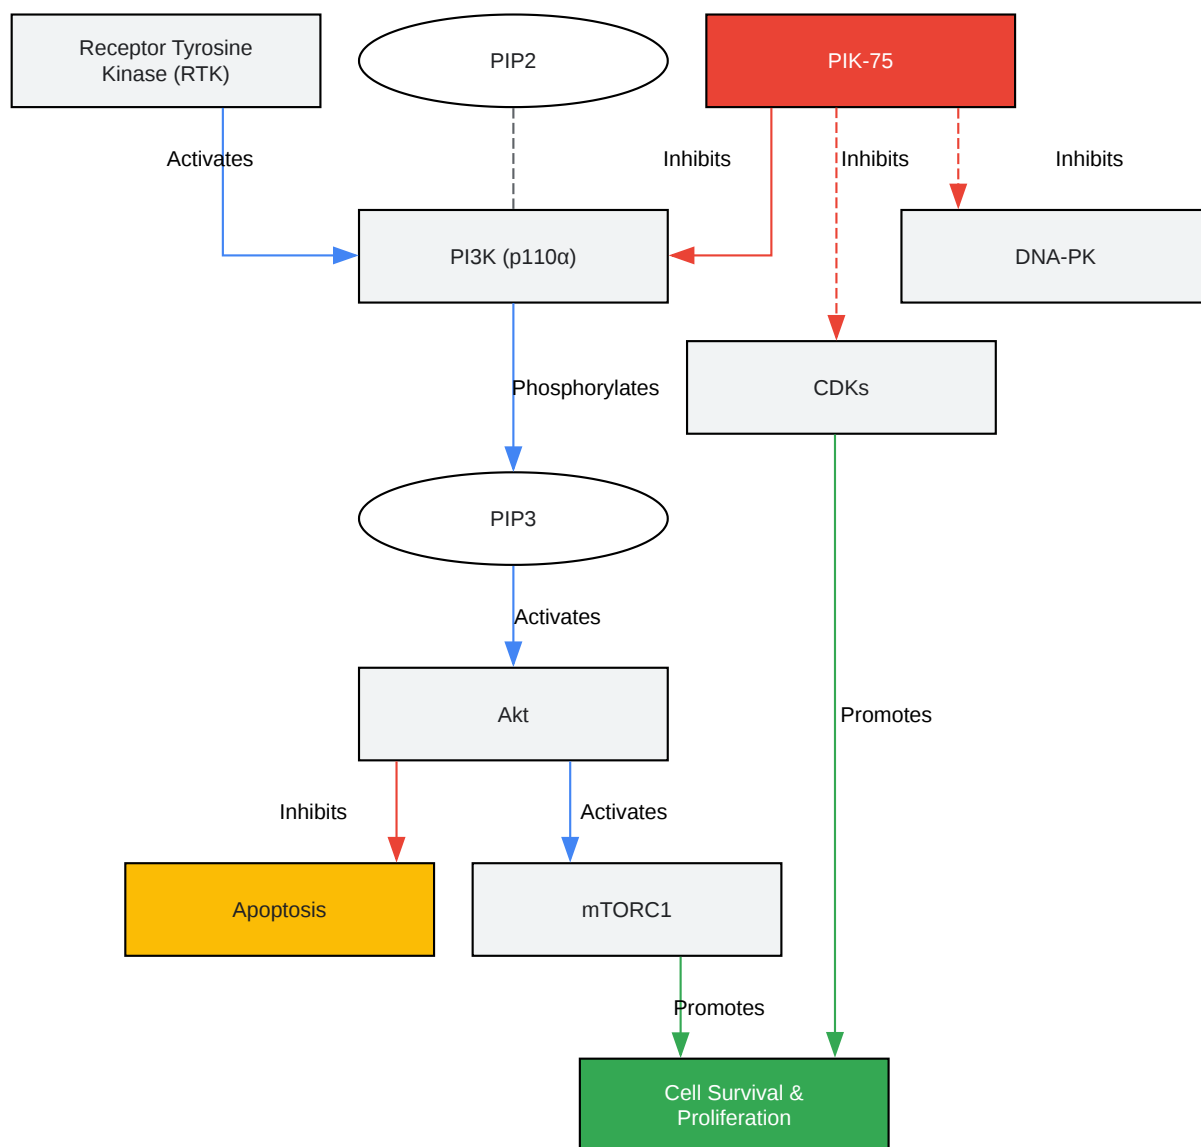 Receptor Tyrosine
Kinase (RTK)
PIP2
PIK-75
Activates
Inhibits
Inhibits
Inhibits
PI3K (p110α)
DNA-PK
Phosphorylates
CDKs
PIP3
Activates
Akt
Promotes
Inhibits
Activates
Apoptosis
mTORC1
Promotes
Cell Survival &
Proliferation